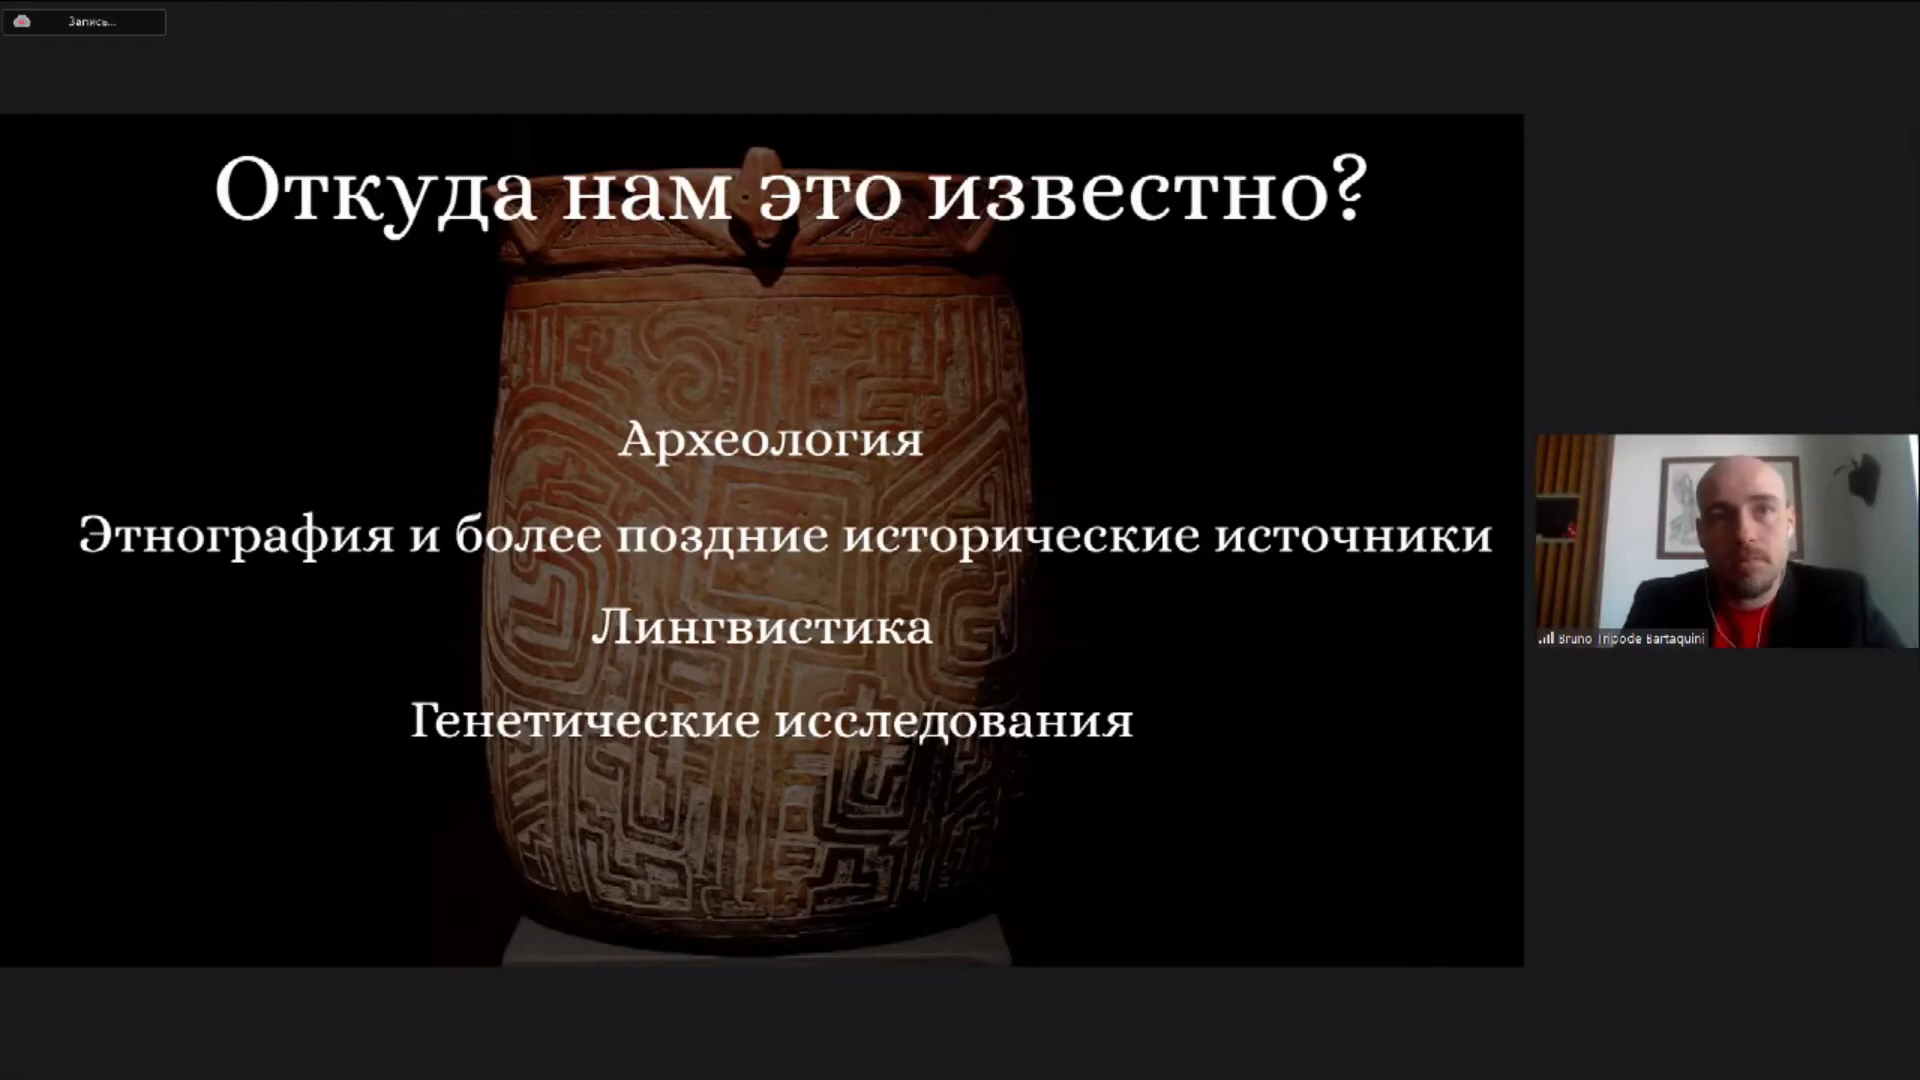 Запись...
Откуда нам это известно?
Археология
Этнография и более поздние исторические источники
Лингвистика
Генетические исследования
Bruno Tripode Bartaquini